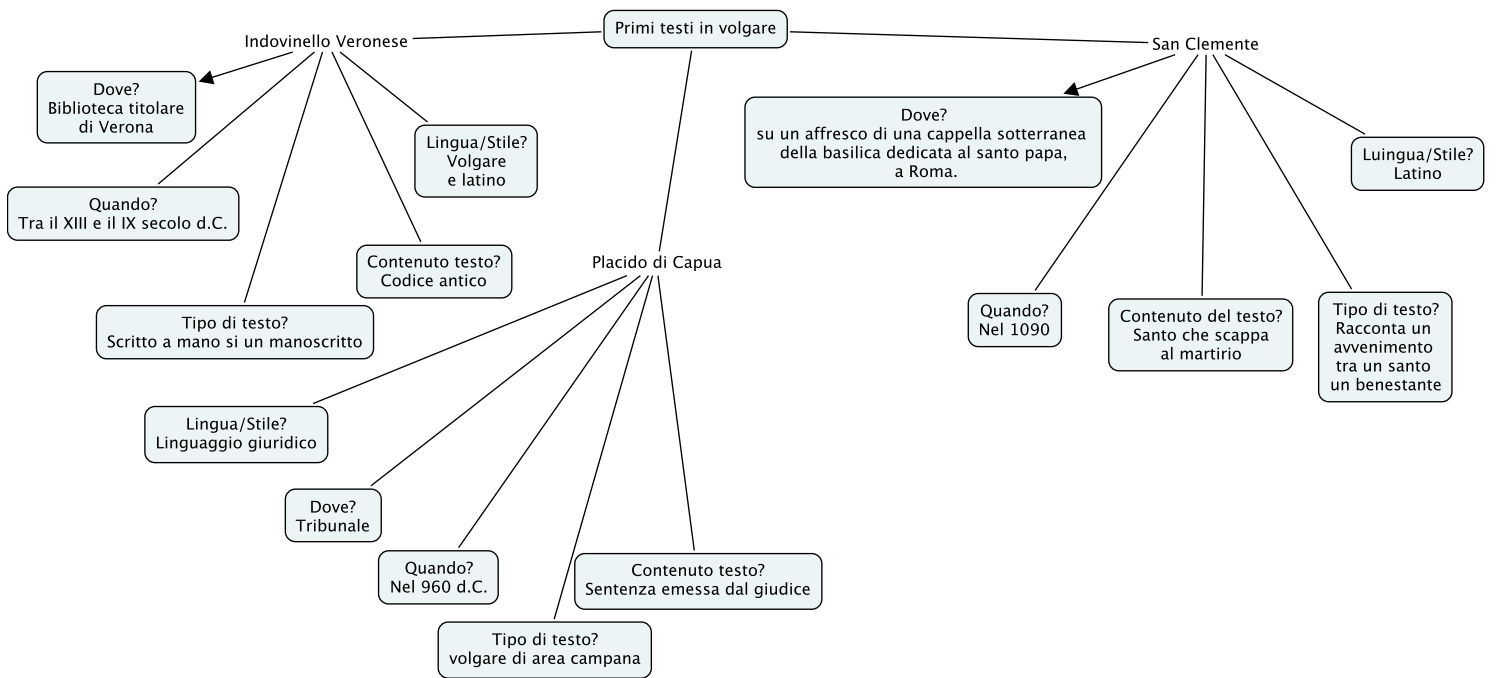 Primi testi in volgare
Indovinello Veronese
Dove?
Biblioteca titolare
di Verona
Quando?
Tra il XIII e il IX secolo d.C.
Tipo di testo?
Scritto a mano si un manoscritto
Contenuto testo?
Codice antico
Lingua/Stile?
Volgare
e latino
Placido di Capua
Lingua/Stile?
Linguaggio giuridico
Dove?
Tribunale
Quando?
Nel 960 d.C.
Tipo di testo?
volgare di area campana
Contenuto testo?
Sentenza emessa dal giudice
San Clemente
Dove?
su un affresco di una cappella sotterranea
della basilica dedicata al santo papa,
a Roma.
Quando?
Nel 1090
Contenuto del testo?
Santo che scappa
al martirio
Tipo di testo?
Racconta un
avvenimento
tra un santo
un benestante
Luingua/Stile?
Latino